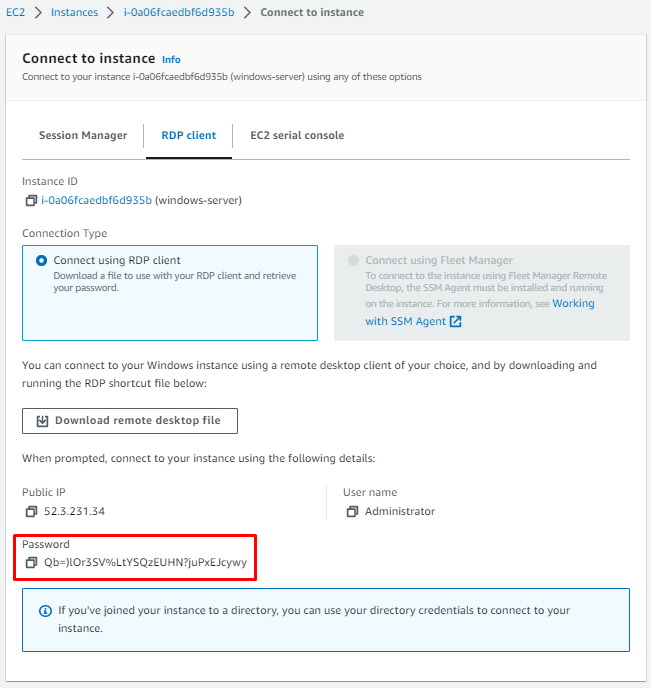 EC2 > Instances > i-0a06fcaedbf6d935b > Connect to instance
Connect to instance Info
Connect to your instance i-0a06fcaedbf6d935b (windows-server) using any of these options
Session Manager
RDP client
EC2 serial console
Instance ID
i-0a06fcaedbf6d935b (windows-server)
Connection Type
Connect using RDP client
Download a file to use with your RDP client and retrieve
your password.
Connect using Fleet Manager
To connect to the instance using Fleet Manager Remote
Desktop, the SSM Agent must be installed and running
on the instance. For more information, see Working
with SSM Agent
You can connect to your Windows instance using a remote desktop client of your choice, and by downloading and
running the RDP shortcut file below:
Download remote desktop file
When prompted, connect to your instance using the following details:
Public IP
52.3.231.34
User name
Administrator
Password
Qb=)lOr3SV%LtYSQzEUHN?juPxEJcywy
If you've joined your instance to a directory, you can use your directory credentials to connect to your
instance.